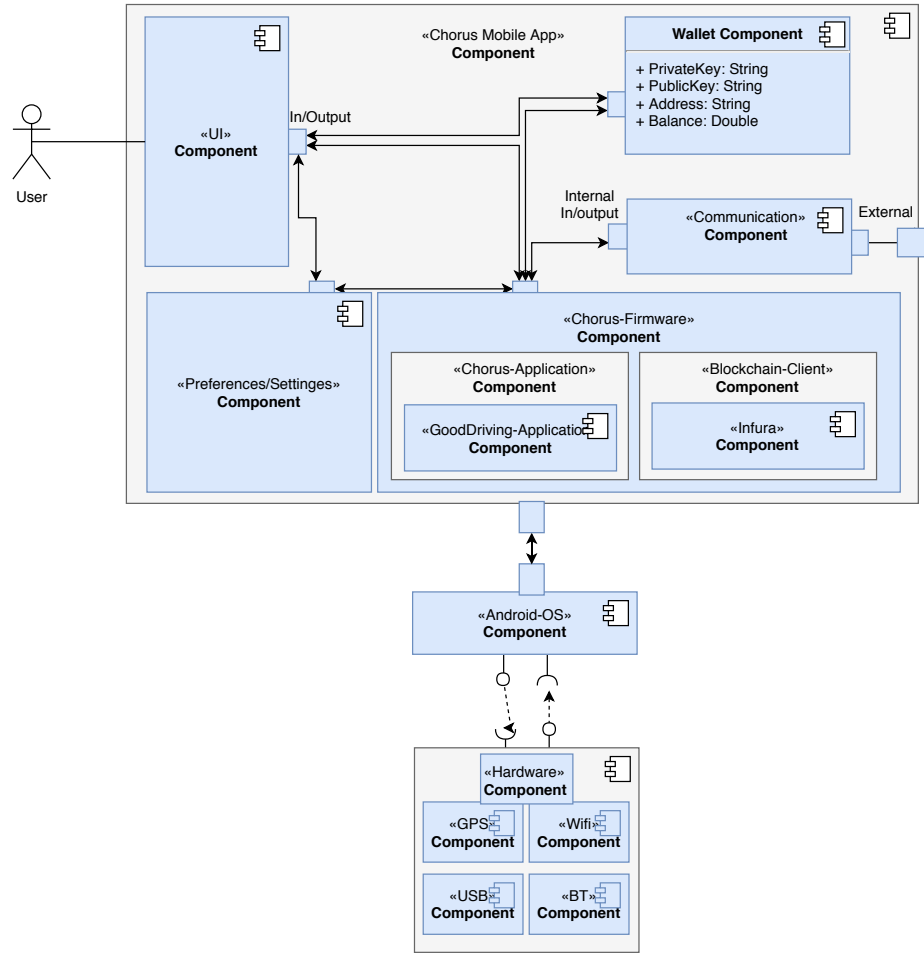 «Chorus Mobile App»
Component
Wallet Component
+ PrivateKey: String
+ PublicKey: String
+ Address: String
+ Balance: Double
«UI»
Component
In/Output
User
Internal
In/output
«Communication»
Component
External
«Preferences/Settinges»
Component
«Chorus-Firmware»
Component
«Chorus-Application»
Component
«GoodDriving-Application
Component
«Blockchain-Client»
Component
«Infura»
Component
«Android-OS»
Component
«Hardware»
Component
«GPS»
Component
«Wifi»
Component
«USB»
Component
«BT»
Component